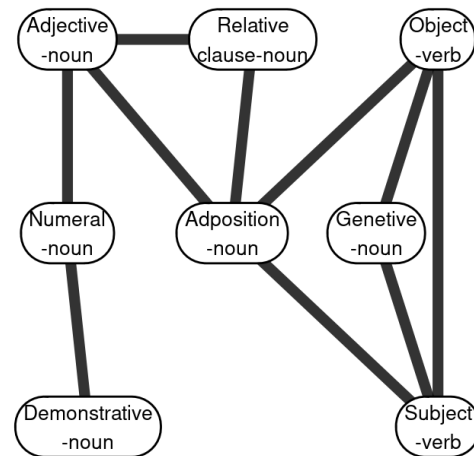 Adjective
-noun
Relative
clause-noun
Object
-verb
Numeral
-noun
Adposition
-noun
Genetive
-noun
Demonstrative
-noun
Subject
-verb